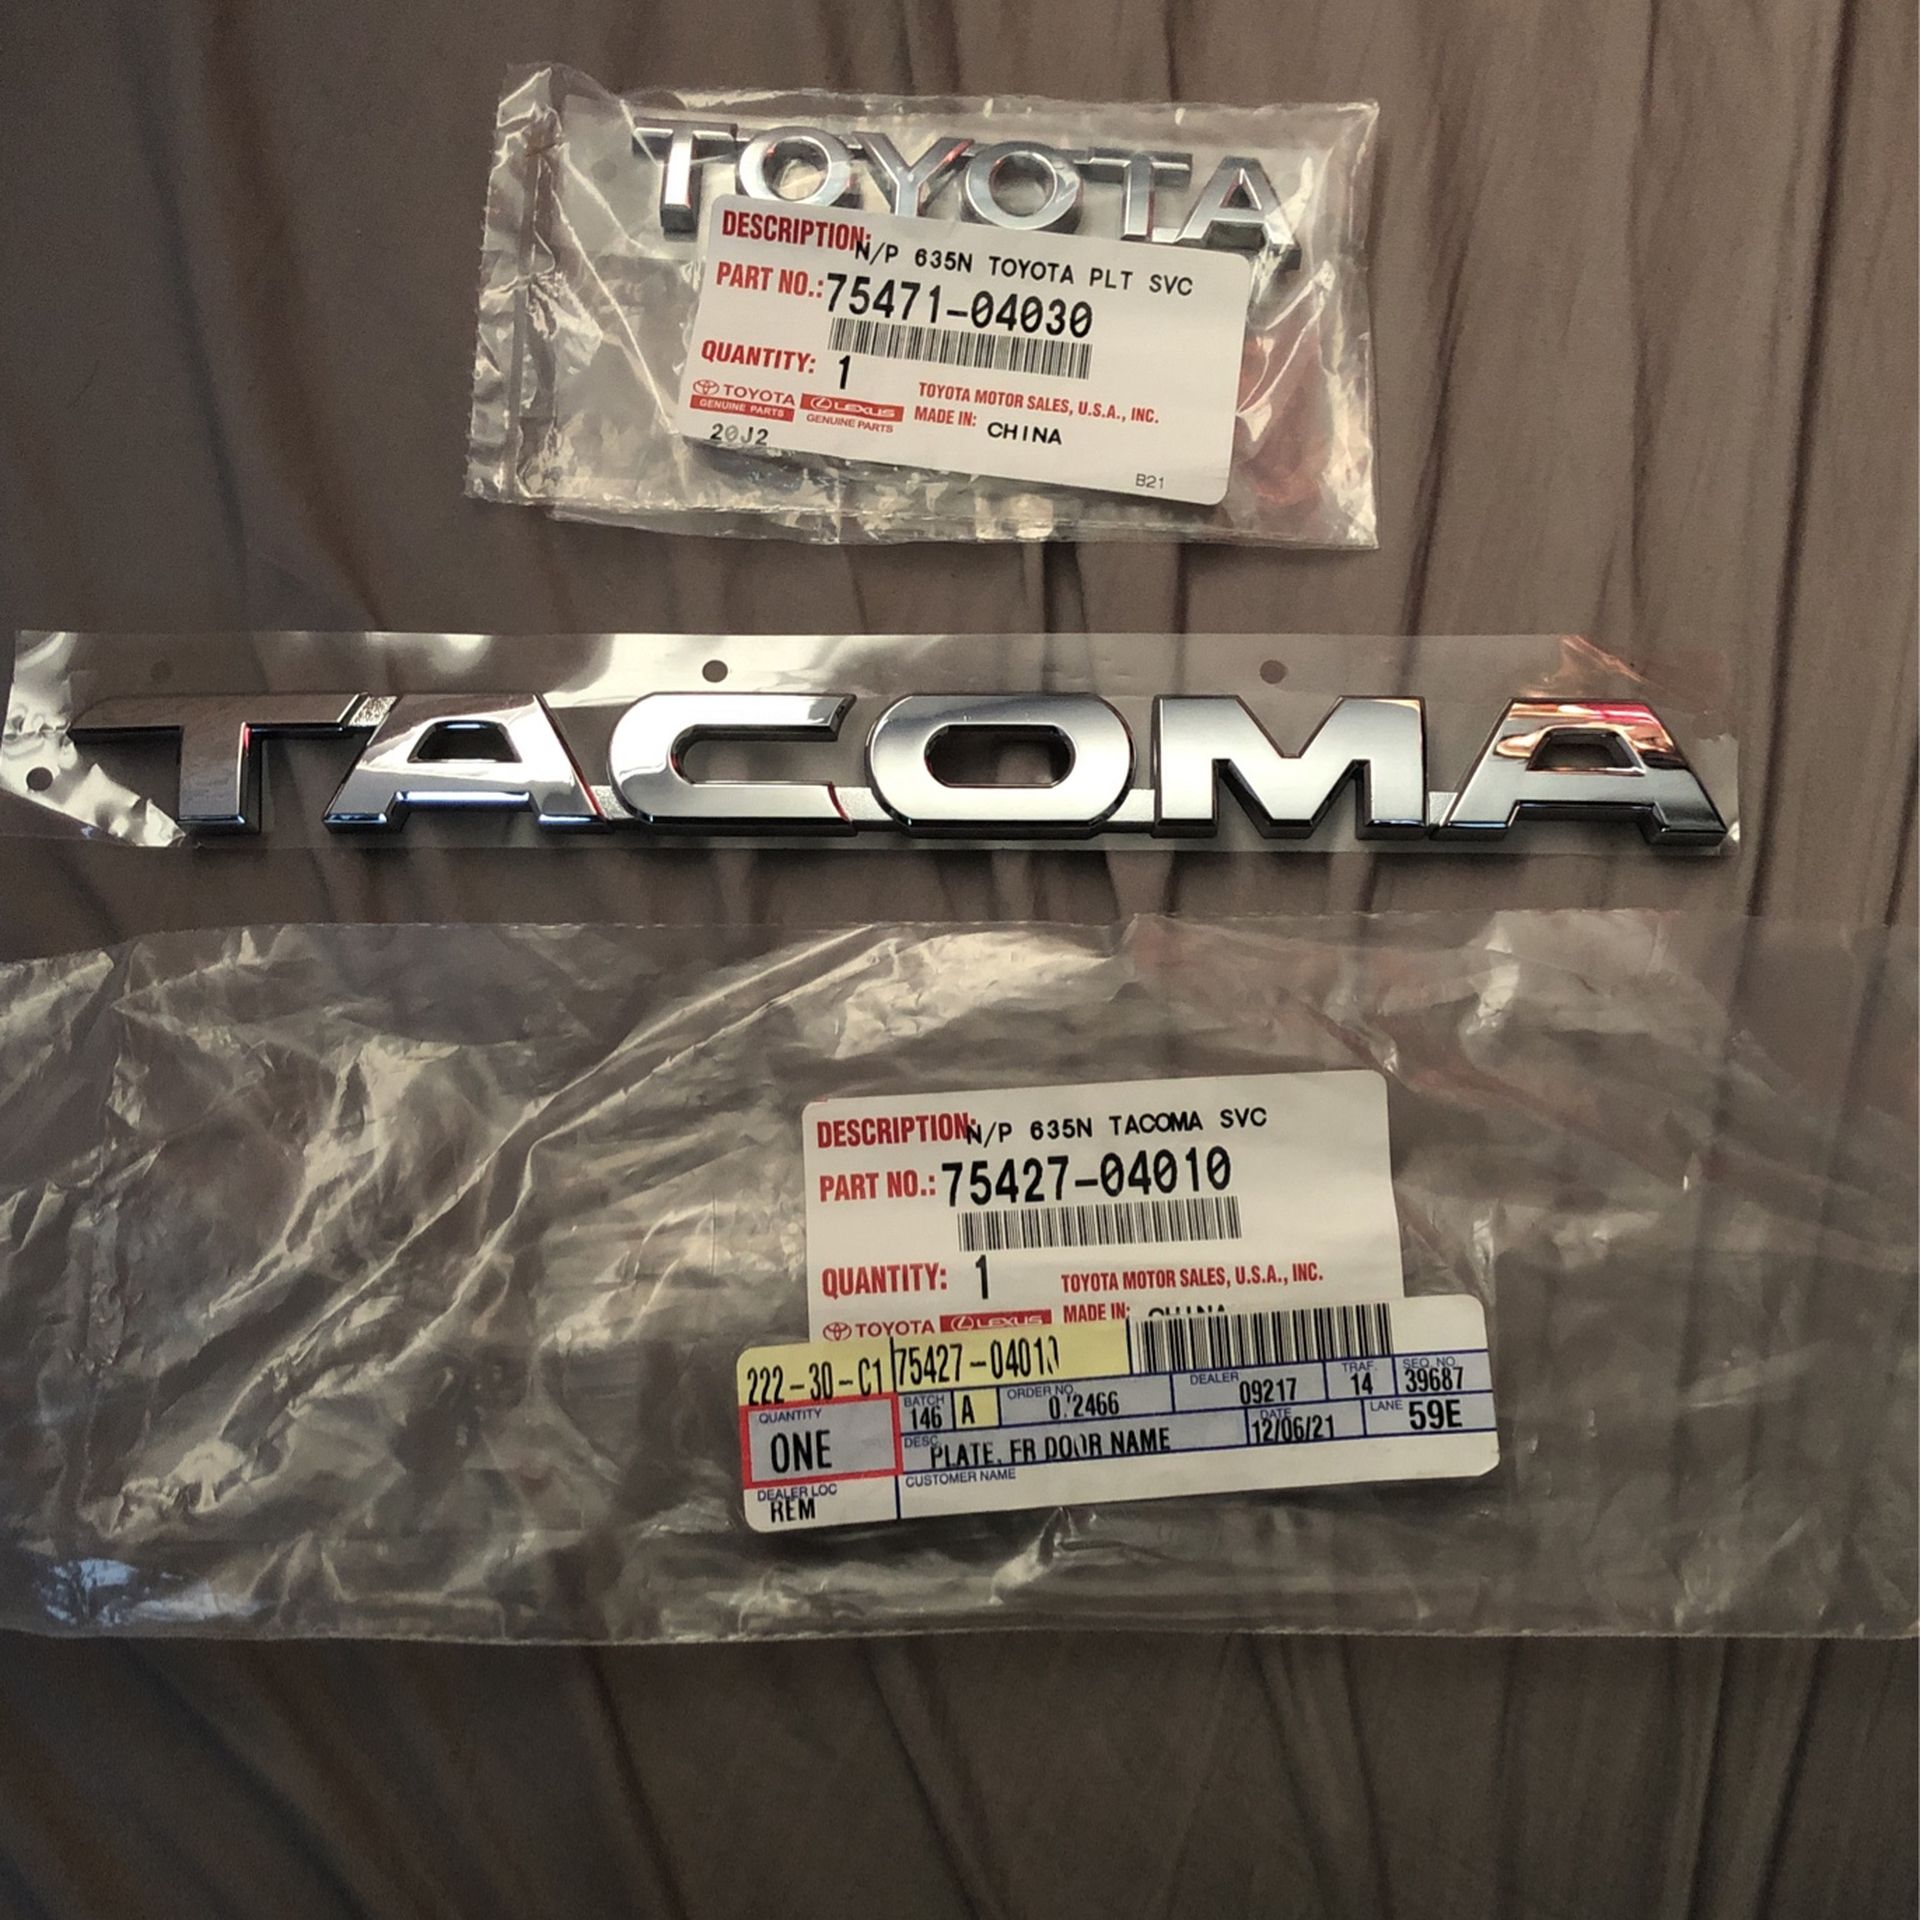 TOYOTA
DESCRIPTION: N/P 635N TOYOTA PLT SVC
PART NO.: 75471-04030
QUANTITY: 1
TOYOTA LEXUS TOYOTA MOTOR SALES, U.S.A., INC.
GENUINE PARTS GENUINE PARTS MADE IN: CHINA
20J2
B21
TACOMA
DESCRIPTION: N/P 635N TACOMA SVC
PART NO.: 75427-04010
QUANTITY: 1 TOYOTA MOTOR SALES, U.S.A., INC.
TOYOTA LEXUS MADE IN: CHINA
222-30-C1 75427-04010
QUANTITY BATCH ORDER NO. DEALER TRAF. SEQ. NO.
146 A 09217 14 39687
ONE DESC. PLATE, FR DOOR NAME DATE 12/06/21 LANE 59E
DEALER LOC CUSTOMER NAME
REM